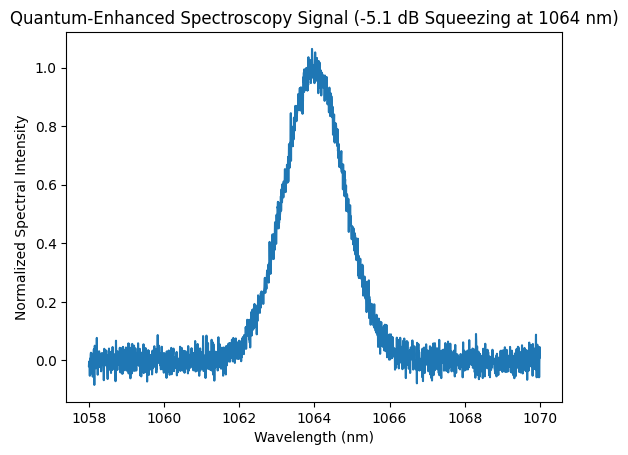 Quantum-Enhanced Spectroscopy Signal (-5.1 dB Squeezing at 1064 nm)
Normalized Spectral Intensity
1.0
0.8
0.6
0.4
0.2
0.0
1058 1060 1062 1064 1066 1068 1070
Wavelength (nm)